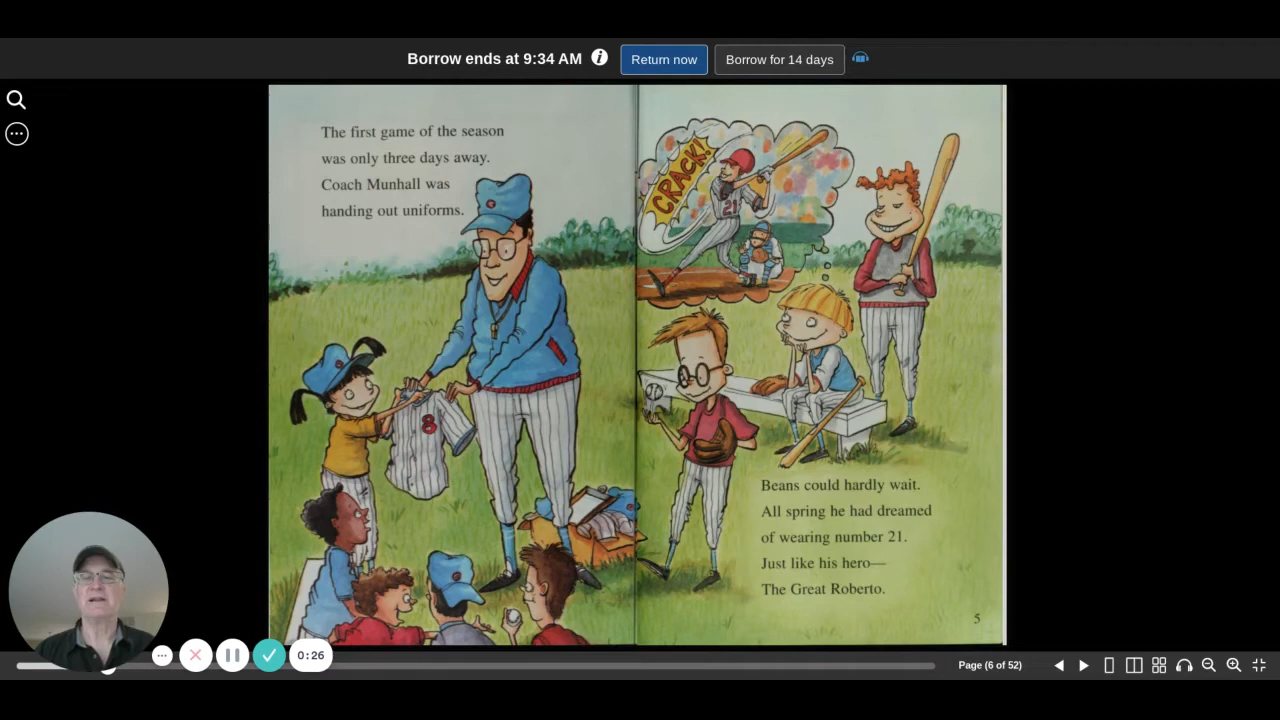 Borrow ends at 9:34 AM
Return now
Borrow for 14 days
The first game of the season
was only three days away.
Coach Munhall was
handing out uniforms.
CRACK!
21
8
Beans could hardly wait.
All spring he had dreamed
of wearing number 21.
Just like his hero—
The Great Roberto.
5
0:26
Page (6 of 52)